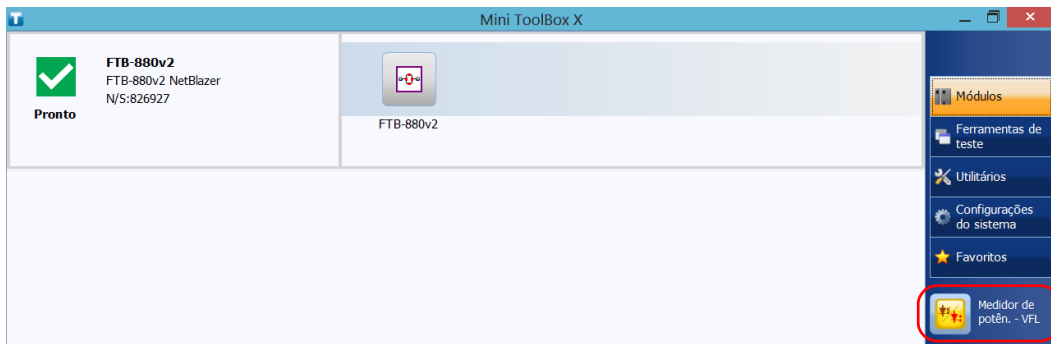 Mini ToolBox X
FTB-880v2
FTB-880v2 NetBlazer
N/S:826927
Pronto
FTB-880v2
Módulos
Ferramentas de
teste
Utilitários
Configurações
do sistema
Favoritos
Medidor de
potên. - VFL